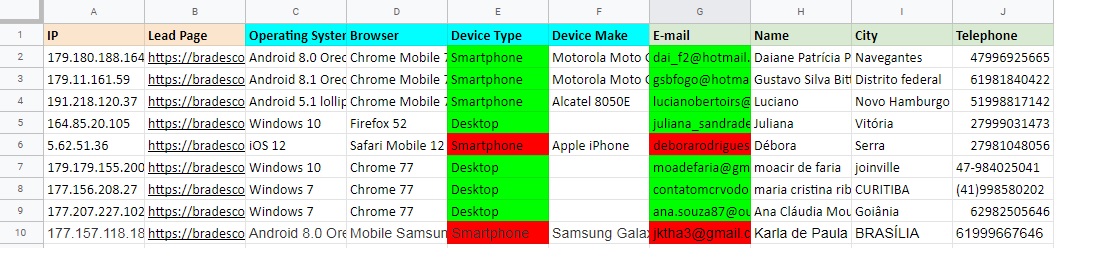 A B C D E F G H I J
1 IP Lead Page Operating System Browser Device Type Device Make E-mail Name City Telephone
2 179.180.188.164 https://bradesco Android 8.0 Oreo Chrome Mobile 7 Smartphone Motorola Moto G dai_f2@hotmail. Daiane Patrícia P Navegantes 47996925665
3 179.11.161.59 https://bradesco Android 8.1 Oreo Chrome Mobile 7 Smartphone Motorola Moto gsbfogo@hotma Gustavo Silva Bitt Distrito federal 61981840422
4 191.218.120.37 https://bradesco Android 5.1 lollip Chrome Mobile 7 Smartphone Alcatel 8050E lucianobertoirs@ Luciano Novo Hamburgo 51998817142
5 164.85.20.105 https://bradesco Windows 10 Firefox 52 Desktop juliana_sandrade Juliana Vitória 27999031473
6 5.62.51.36 https://bradesco iOS 12 Safari Mobile 12 Smartphone Apple iPhone deborarodrigues Débora Serra 27981048056
7 179.179.155.200 https://bradesco Windows 10 Chrome 77 Desktop moadefaria@gm moacir de faria joinville 47-984025041
8 177.156.208.27 https://bradesco Windows 7 Chrome 77 Desktop contatomcrvodo maria cristina rib CURITIBA (41)998580202
9 177.207.227.102 https://bradesco Windows 7 Chrome 77 Desktop ana.souza87@ou Ana Cláudia Mou Goiânia 62982505646
10 177.157.118.18 https://bradesco Android 8.0 Ore Mobile Samsun Smartphone Samsung Galax jktha3@gmail.c Karla de Paula BRASÍLIA 61999667646